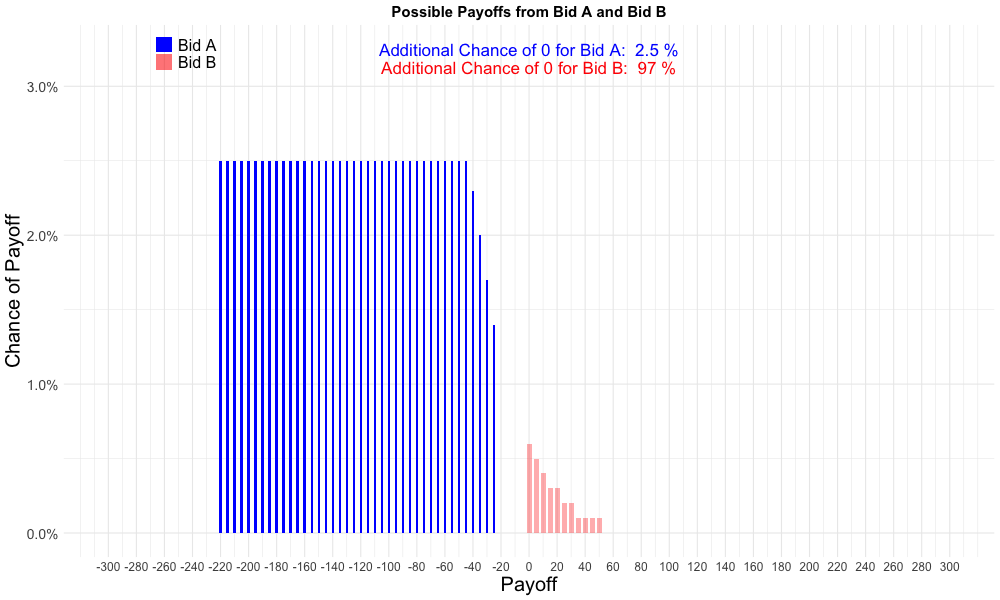 Possible Payoffs from Bid A and Bid B
Bid A
Bid B
Additional Chance of 0 for Bid A:  2.5 %
Additional Chance of 0 for Bid B:  97 %
Chance of Payoff
3.0%
2.0%
1.0%
0.0%
-300 -280 -260 -240 -220 -200 -180 -160 -140 -120 -100 -80 -60 -40 -20 0 20 40 60 80 100 120 140 160 180 200 220 240 260 280 300
Payoff